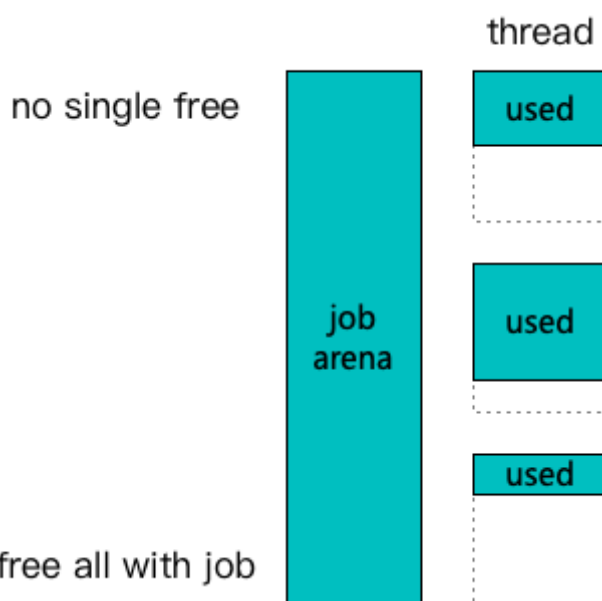 thread
no single free
used
job
arena
used
used
free all with job